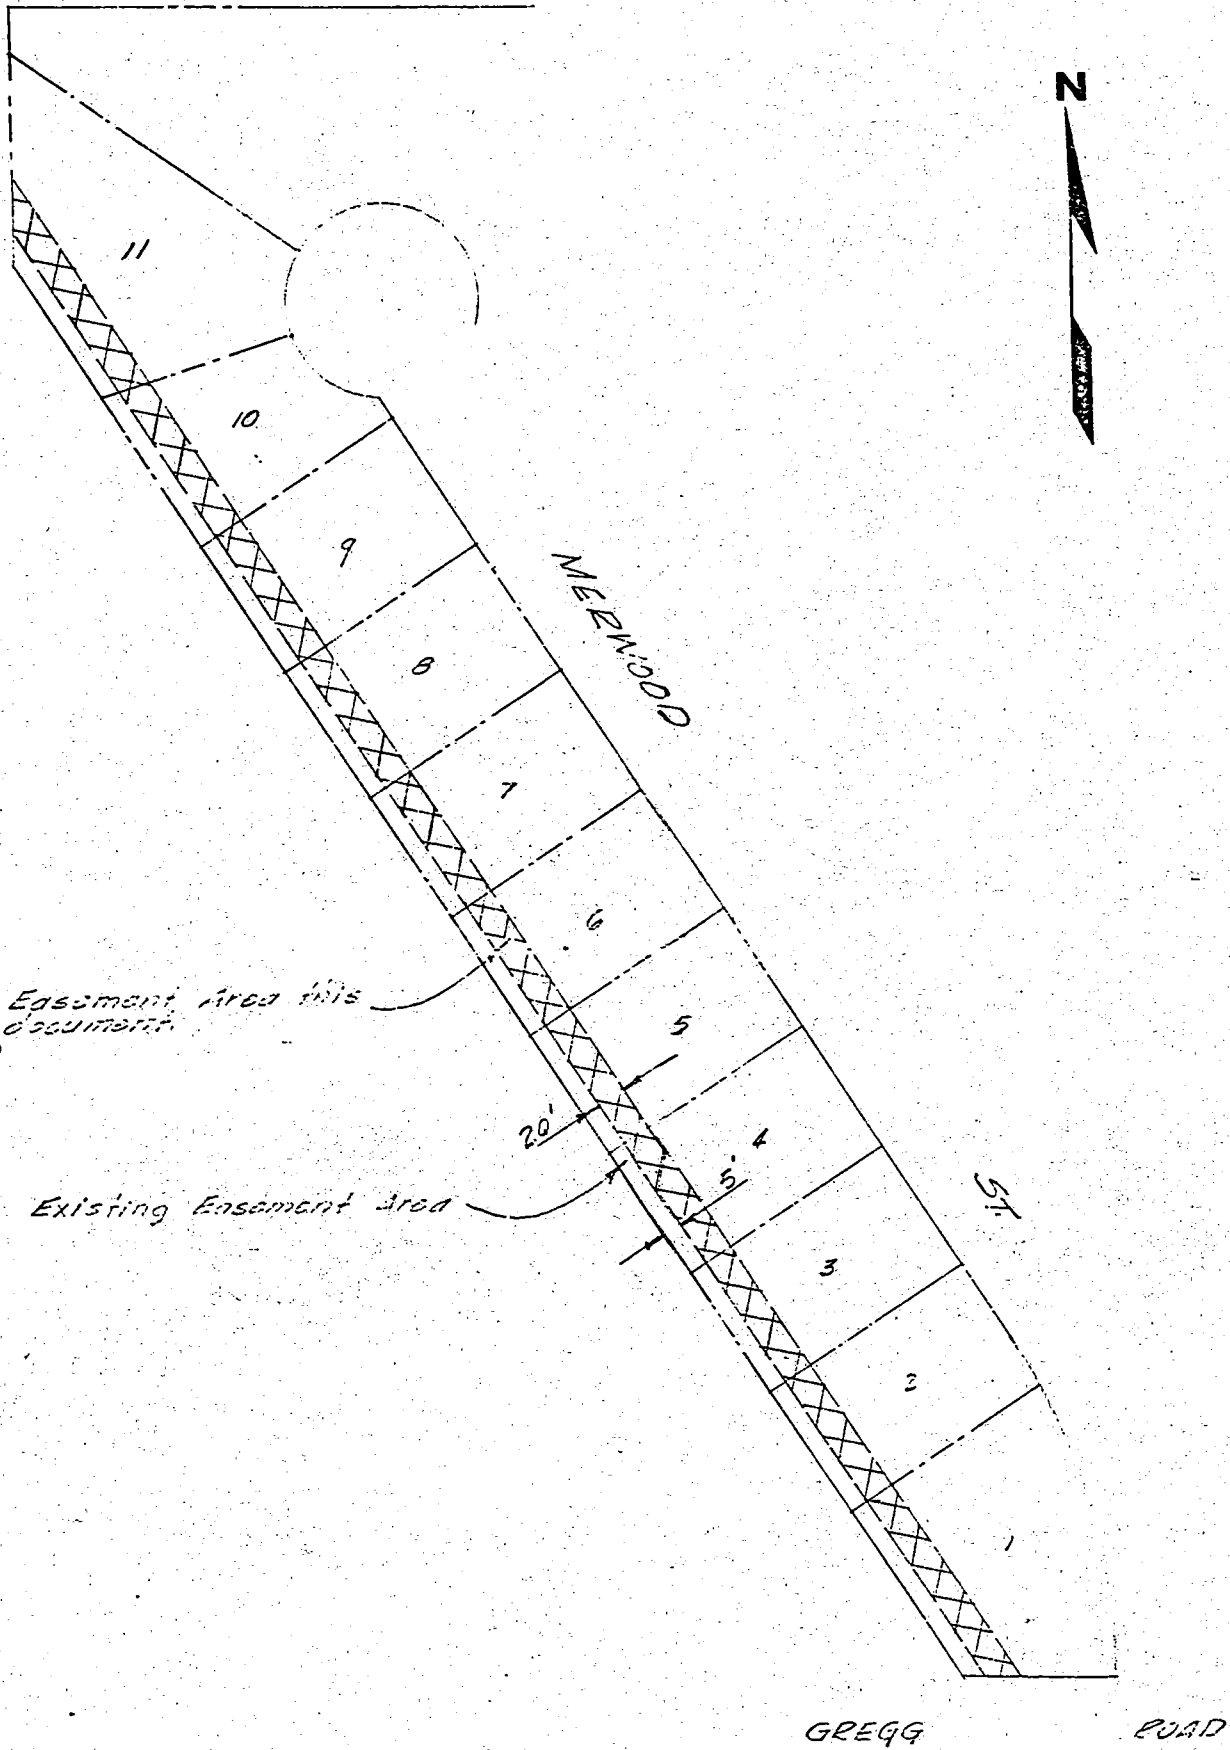 N
11
10
9
MERWOOD
8
7
6
Easement Area this
document
5
20'
4
5'
Existing Easement Area
ST.
3
2
1
GREGG ROAD